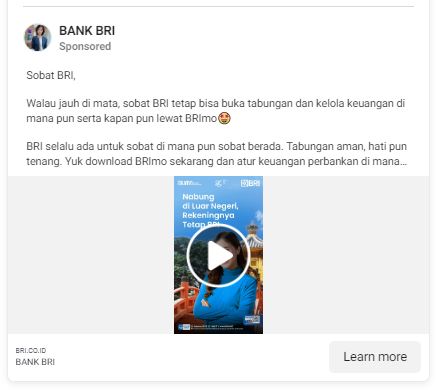 BANK BRI
Sponsored
Sobat BRI,
Walau jauh di mata, sobat BRI tetap bisa buka tabungan dan kelola keuangan di
mana pun serta kapan pun lewat BRImo🤩
BRI selalu ada untuk sobat di mana pun sobat berada. Tabungan aman, hati pun
tenang. Yuk download BRImo sekarang dan atur keuangan perbankan di mana...
BRI
Nabung
di Luar Negeri,
Rekeningnya
Tetap BRI
BRI.CO.ID
BANK BRI
Learn more